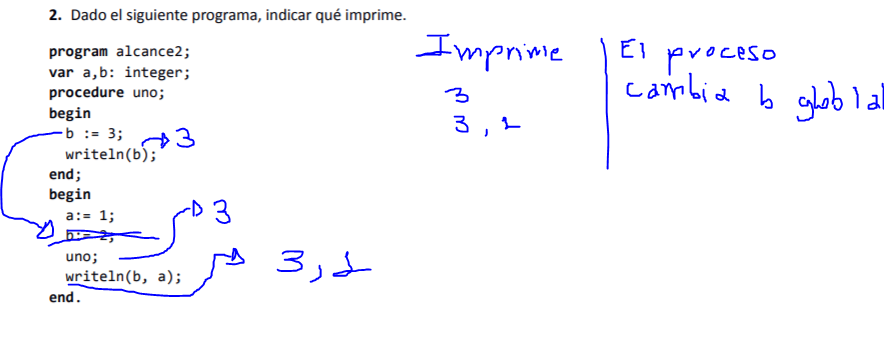 2. Dado el siguiente programa, indicar qué imprime.
program alcance2;
var a,b: integer;
procedure uno;
begin
b := 3;
writeln(b); → 3
end;
begin
a:= 1;
b:= 2;
uno; → 3
writeln(b, a); → 3, 1
end.
Imprime
3
3, 1
El proceso
cambia b global